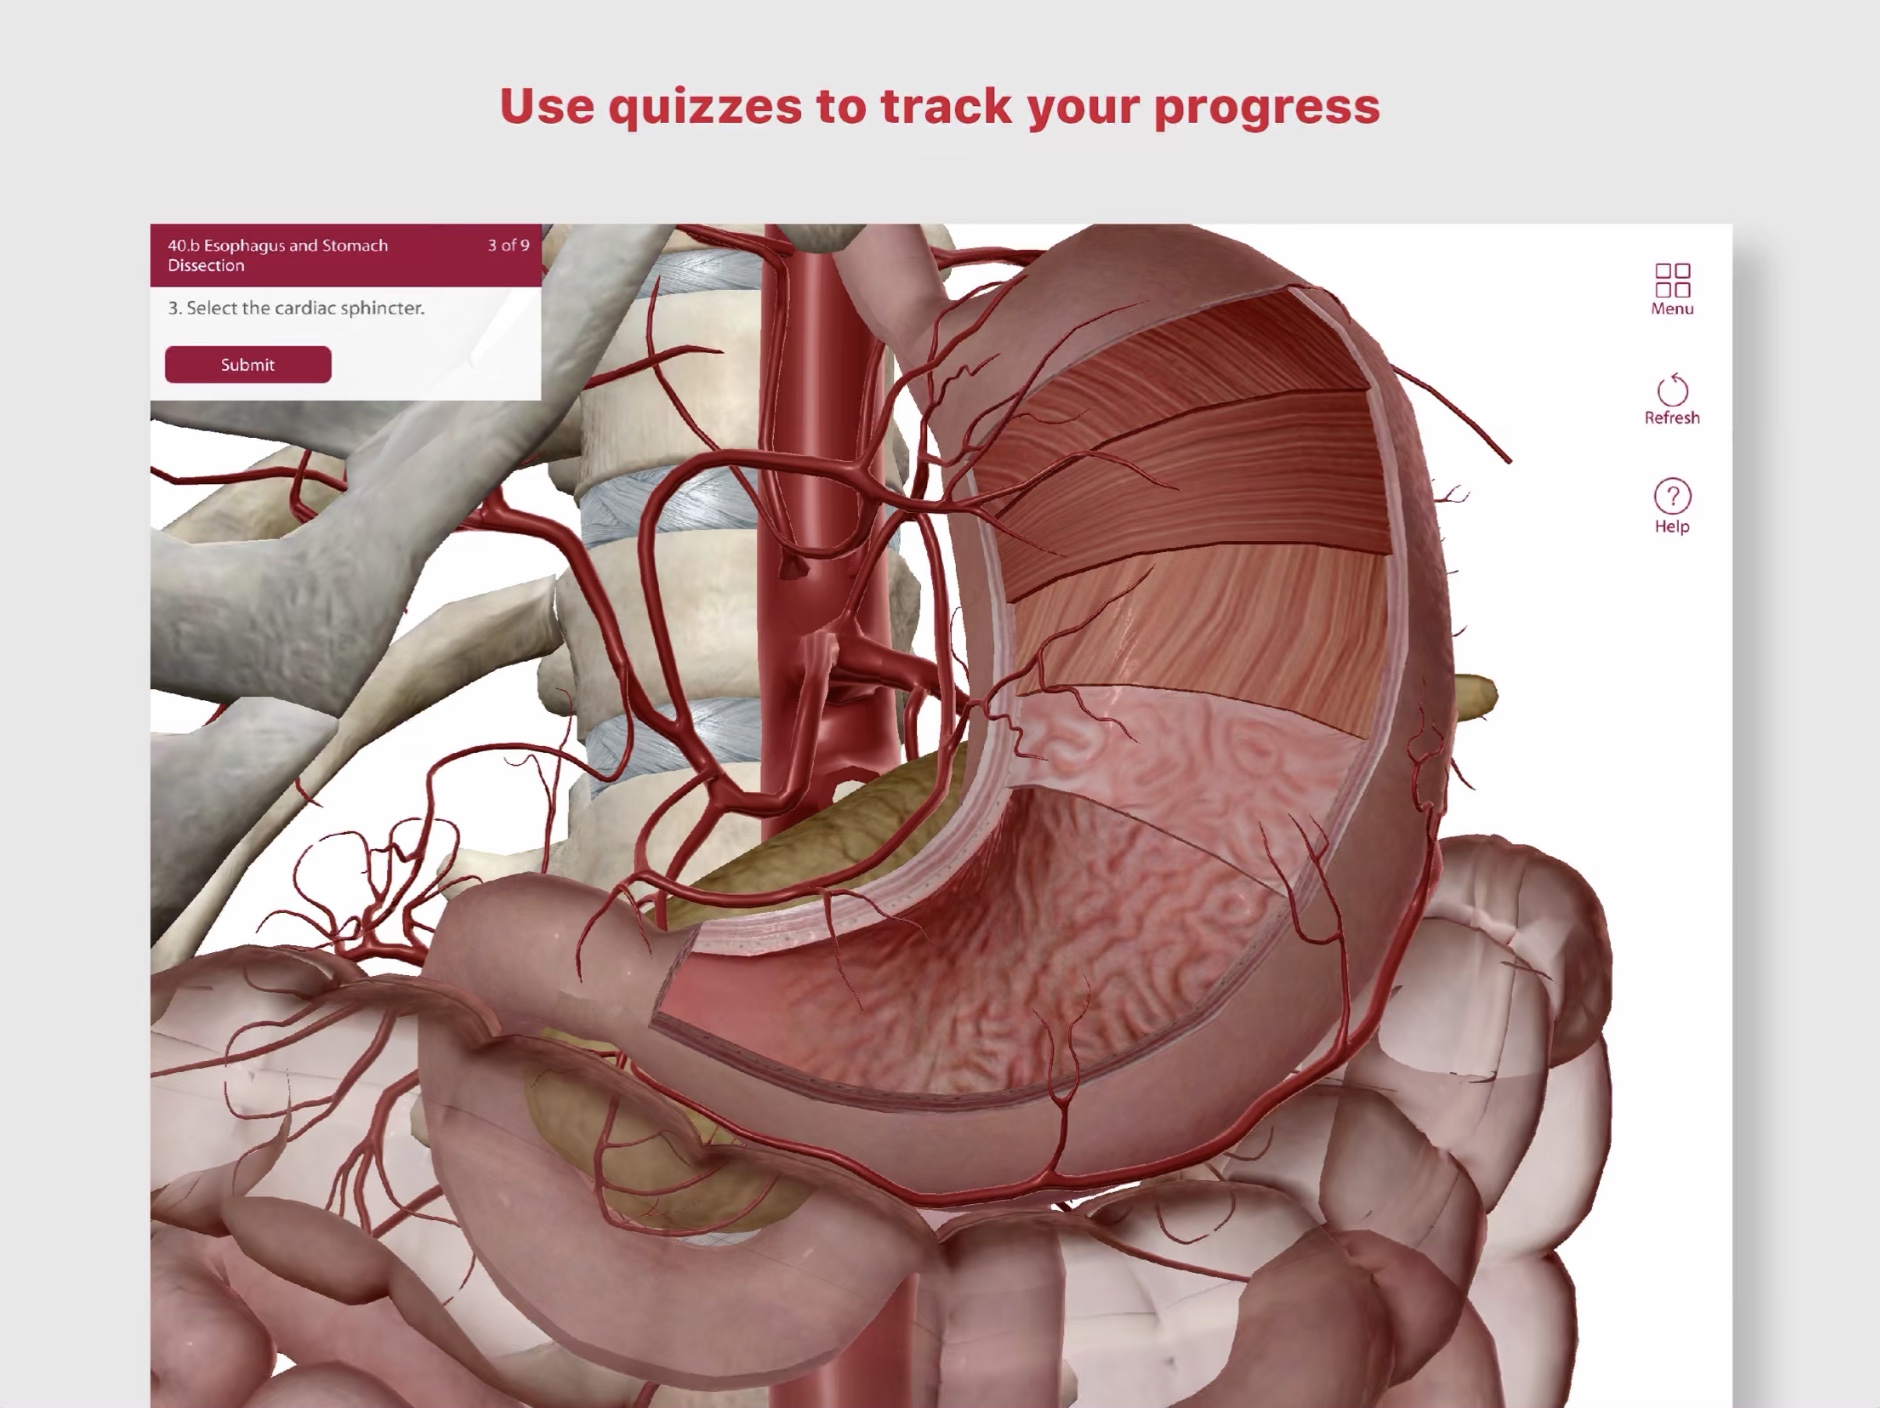 Use quizzes to track your progress
40.b Esophagus and Stomach 3 of 9
Dissection
3. Select the cardiac sphincter.
Submit
Menu
Refresh
?
Help